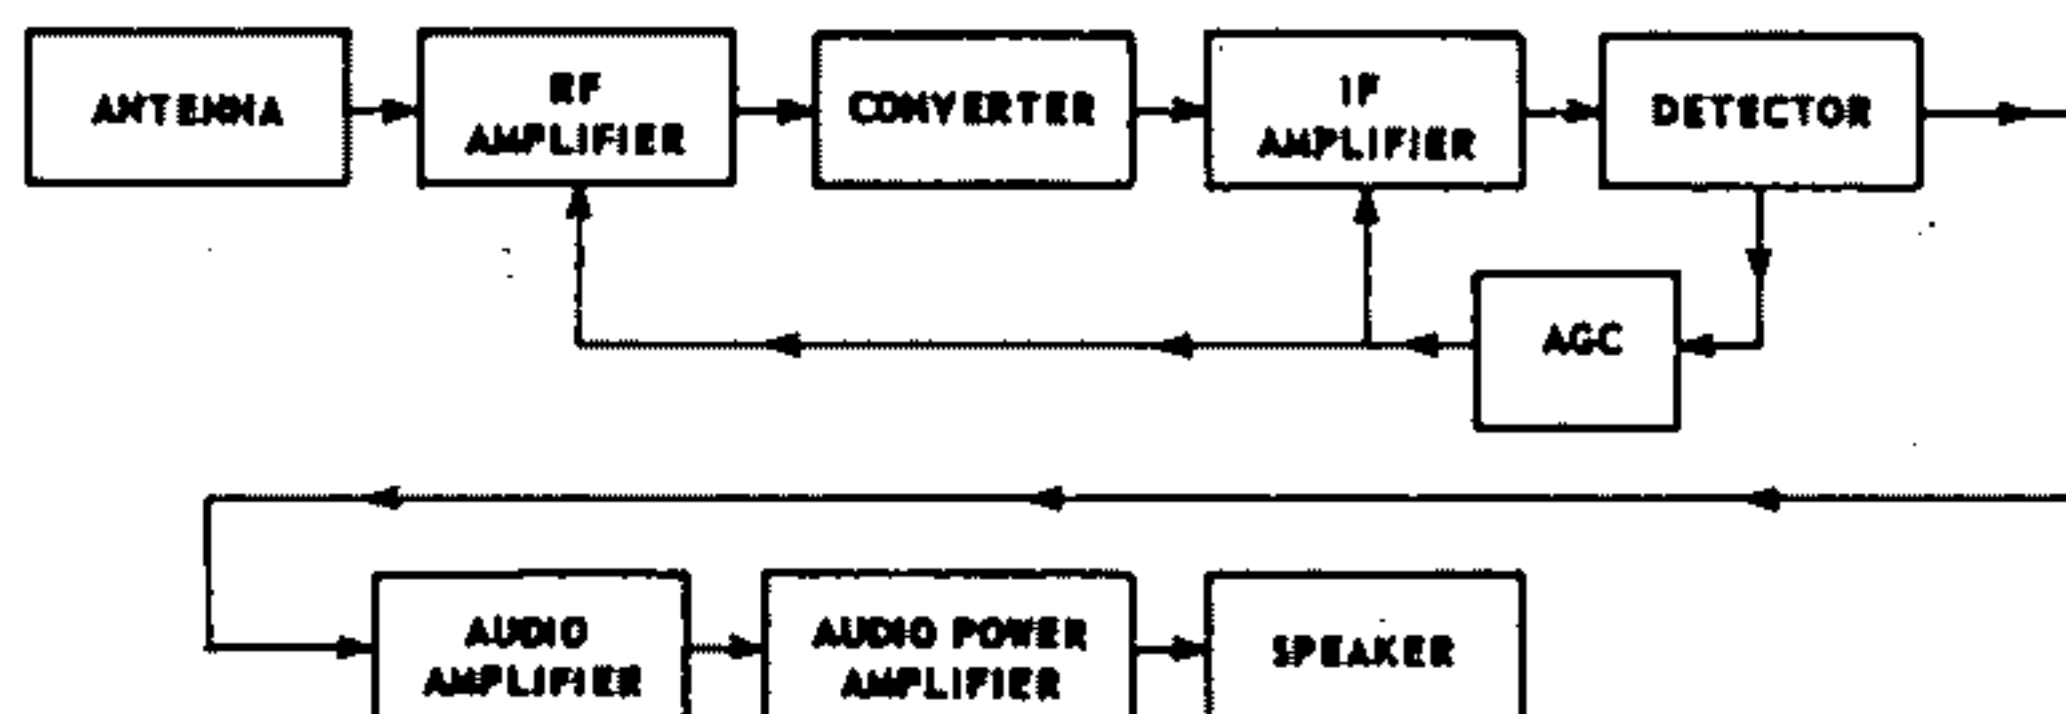 ANTENNA
RF
AMPLIFIER
CONVERTER
IF
AMPLIFIER
DETECTOR
AGC
AUDIO
AMPLIFIER
AUDIO POWER
AMPLIFIER
SPEAKER